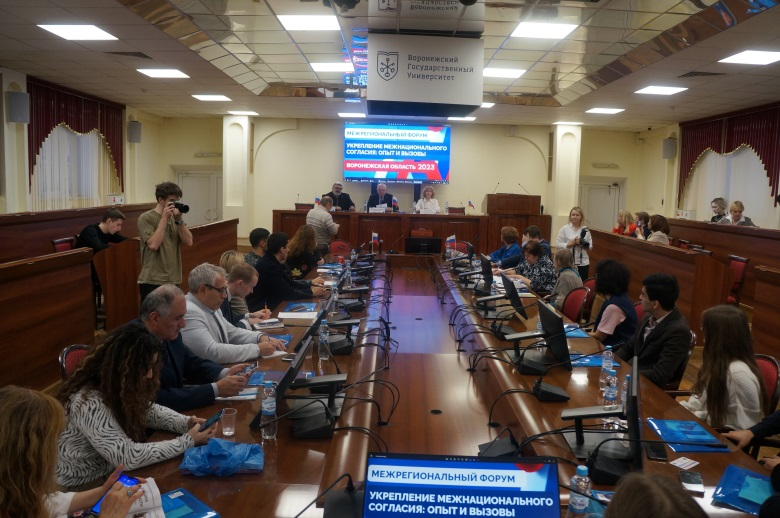 Воронежский
Государственный
Университет
МЕЖРЕГИОНАЛЬНЫЙ ФОРУМ
УКРЕПЛЕНИЕ МЕЖНАЦИОНАЛЬНОГО
СОГЛАСИЯ: ОПЫТ И ВЫЗОВЫ
ВОРОНЕЖСКАЯ ОБЛАСТЬ 2023
МЕЖРЕГИОНАЛЬНЫЙ ФОРУМ
УКРЕПЛЕНИЕ МЕЖНАЦИОНАЛЬНОГО
СОГЛАСИЯ: ОПЫТ И ВЫЗОВЫ